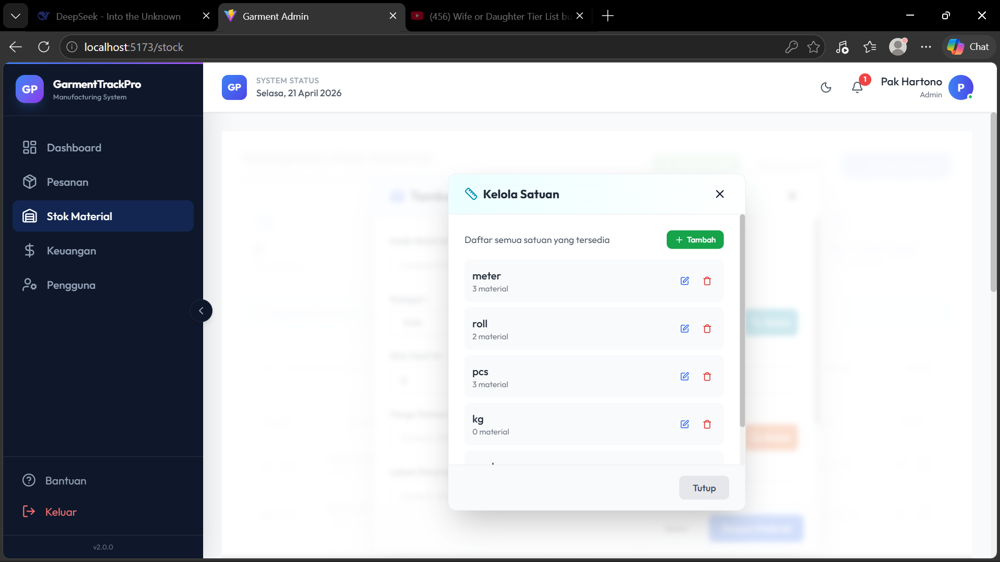 DeepSeek - Into the Unknown
Garment Admin
(456) Wife or Daughter Tier List bu
localhost:5173/stock
Chat
GP
GarmentTrackPro
Manufacturing System
GP
SYSTEM STATUS
Selasa, 21 April 2026
1
Pak Hartono
Admin
P
Dashboard
Pesanan
Stok Material
Keuangan
Pengguna
Bantuan
Keluar
v2.0.0
Kelola Satuan
Daftar semua satuan yang tersedia
Tambah
meter
3 material
roll
2 material
pcs
3 material
kg
0 material
Tutup